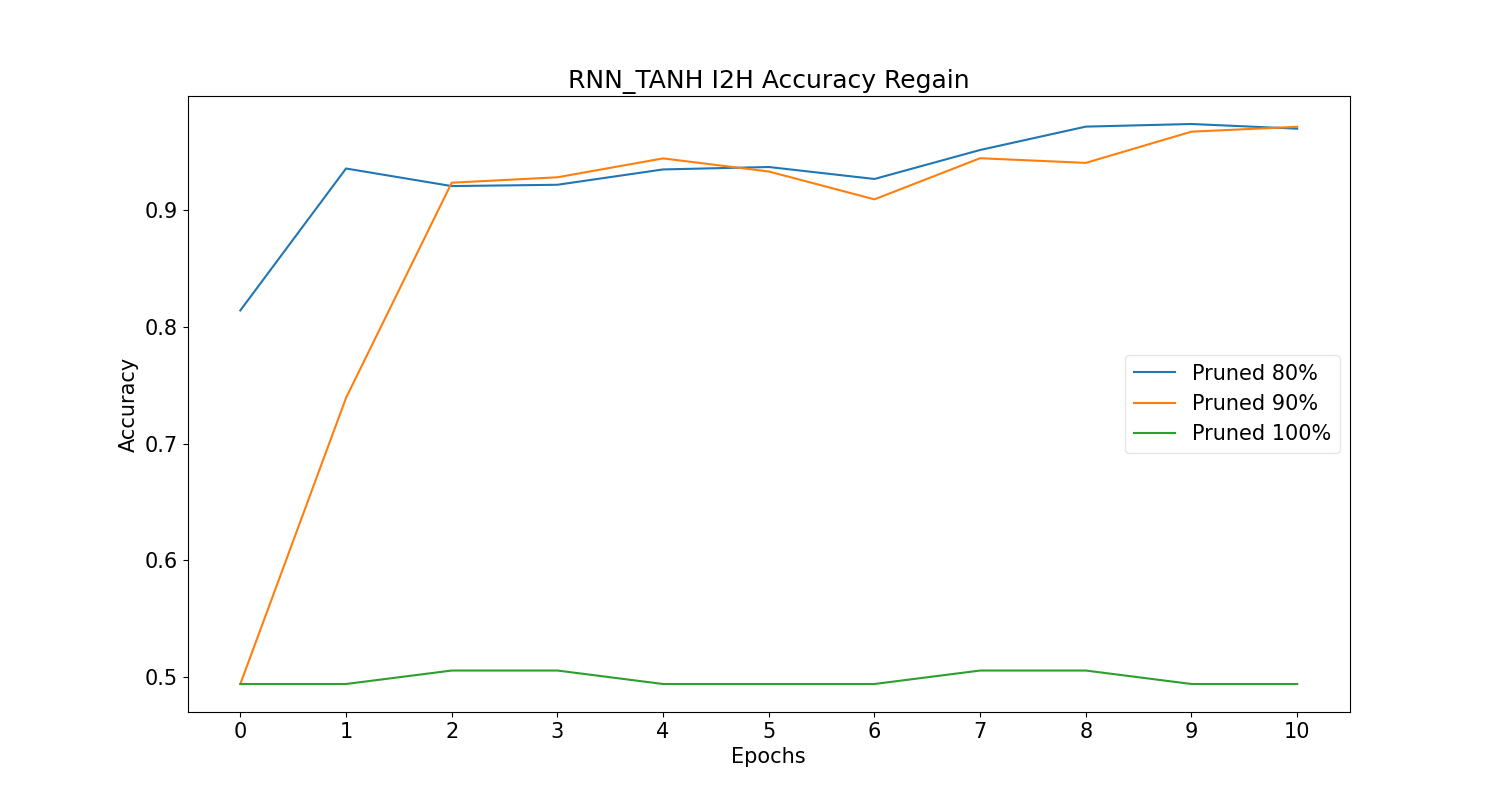 RNN_TANH I2H Accuracy Regain
Accuracy
0.9
0.8
0.7
0.6
0.5
Pruned 80%
Pruned 90%
Pruned 100%
0 1 2 3 4 5 6 7 8 9 10
Epochs